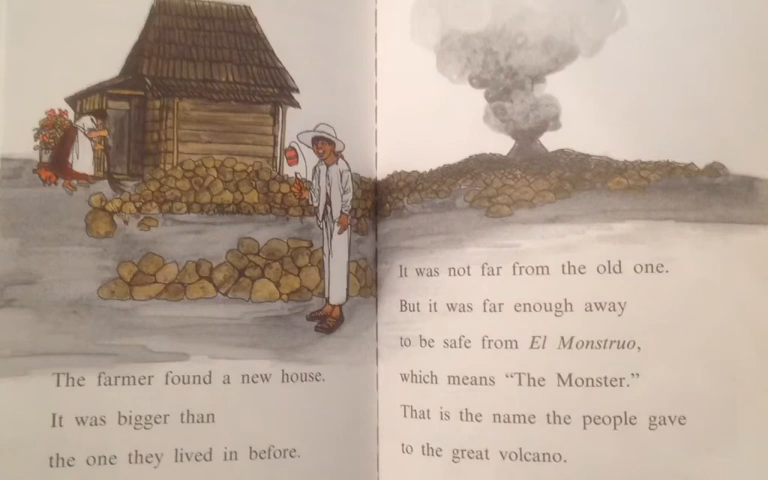 The farmer found a new house.
It was bigger than
the one they lived in before.
It was not far from the old one.
But it was far enough away
to be safe from El Monstruo,
which means “The Monster.”
That is the name the people gave
to the great volcano.